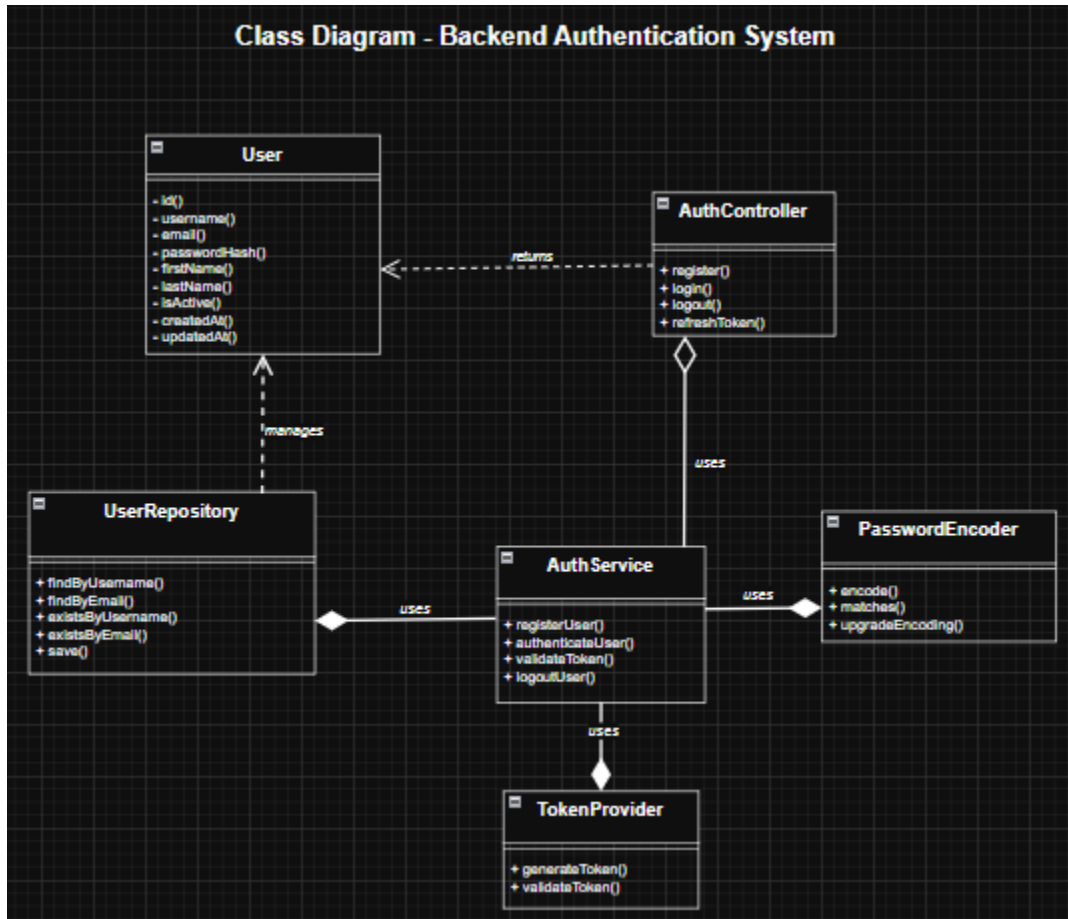 Class Diagram - Backend Authentication System
User
- id()
- username()
- email()
- passwordHash()
- firstName()
- lastName()
- isActive()
- createdAt()
- updatedAt()
AuthController
+ register()
+ login()
+ logout()
+ refreshToken()
returns
manages
uses
UserRepository
+ findByUsername()
+ findByEmail()
+ existsByUsername()
+ existsByEmail()
+ save()
uses
AuthService
+ registerUser()
+ authenticateUser()
+ validateToken()
+ logoutUser()
uses
PasswordEncoder
+ encode()
+ matches()
+ upgradeEncoding()
uses
TokenProvider
+ generateToken()
+ validateToken()